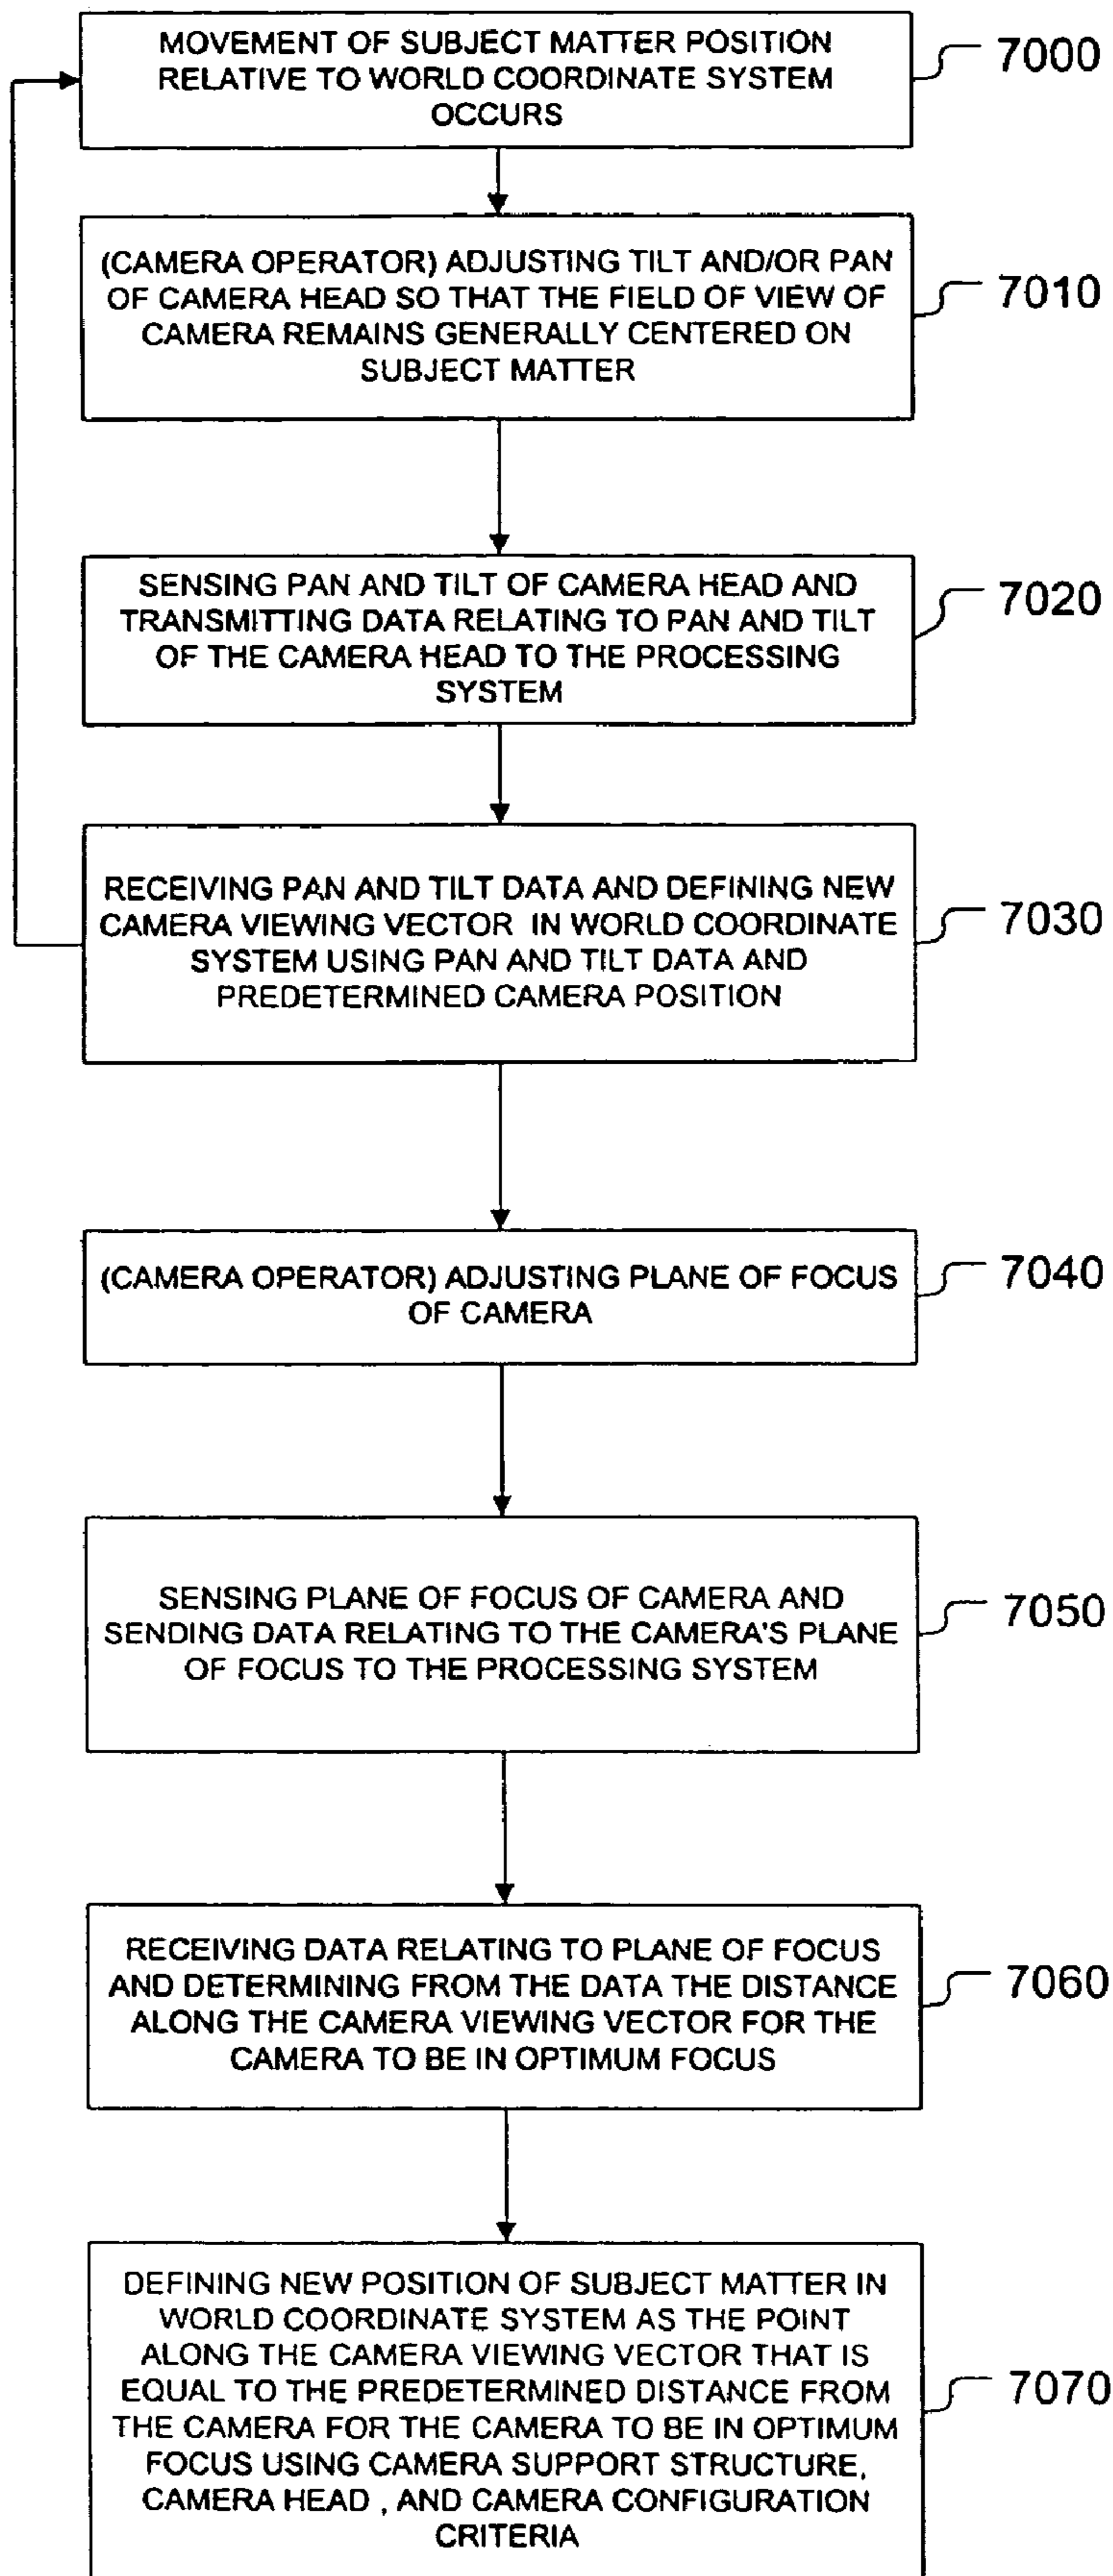 MOVEMENT OF SUBJECT MATTER POSITION
RELATIVE TO WORLD COORDINATE SYSTEM
OCCURS
7000
(CAMERA OPERATOR) ADJUSTING TILT AND/OR PAN
OF CAMERA HEAD SO THAT THE FIELD OF VIEW OF
CAMERA REMAINS GENERALLY CENTERED ON
SUBJECT MATTER
7010
SENSING PAN AND TILT OF CAMERA HEAD AND
TRANSMITTING DATA RELATING TO PAN AND TILT
OF THE CAMERA HEAD TO THE PROCESSING
SYSTEM
7020
RECEIVING PAN AND TILT DATA AND DEFINING NEW
CAMERA VIEWING VECTOR IN WORLD COORDINATE
SYSTEM USING PAN AND TILT DATA AND
PREDETERMINED CAMERA POSITION
7030
(CAMERA OPERATOR) ADJUSTING PLANE OF FOCUS
OF CAMERA
7040
SENSING PLANE OF FOCUS OF CAMERA AND
SENDING DATA RELATING TO THE CAMERA'S PLANE
OF FOCUS TO THE PROCESSING SYSTEM
7050
RECEIVING DATA RELATING TO PLANE OF FOCUS
AND DETERMINING FROM THE DATA THE DISTANCE
ALONG THE CAMERA VIEWING VECTOR FOR THE
CAMERA TO BE IN OPTIMUM FOCUS
7060
DEFINING NEW POSITION OF SUBJECT MATTER IN
WORLD COORDINATE SYSTEM AS THE POINT
ALONG THE CAMERA VIEWING VECTOR THAT IS
EQUAL TO THE PREDETERMINED DISTANCE FROM
THE CAMERA FOR THE CAMERA TO BE IN OPTIMUM
FOCUS USING CAMERA SUPPORT STRUCTURE,
CAMERA HEAD , AND CAMERA CONFIGURATION
CRITERIA
7070